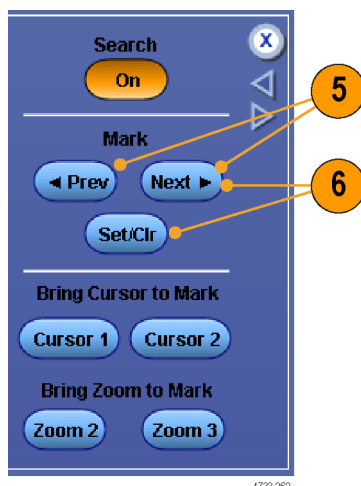 Search
X
On
5
Mark
◄ Prev
Next ►
6
Set/Clr
Bring Cursor to Mark
Cursor 1
Cursor 2
Bring Zoom to Mark
Zoom 2
Zoom 3